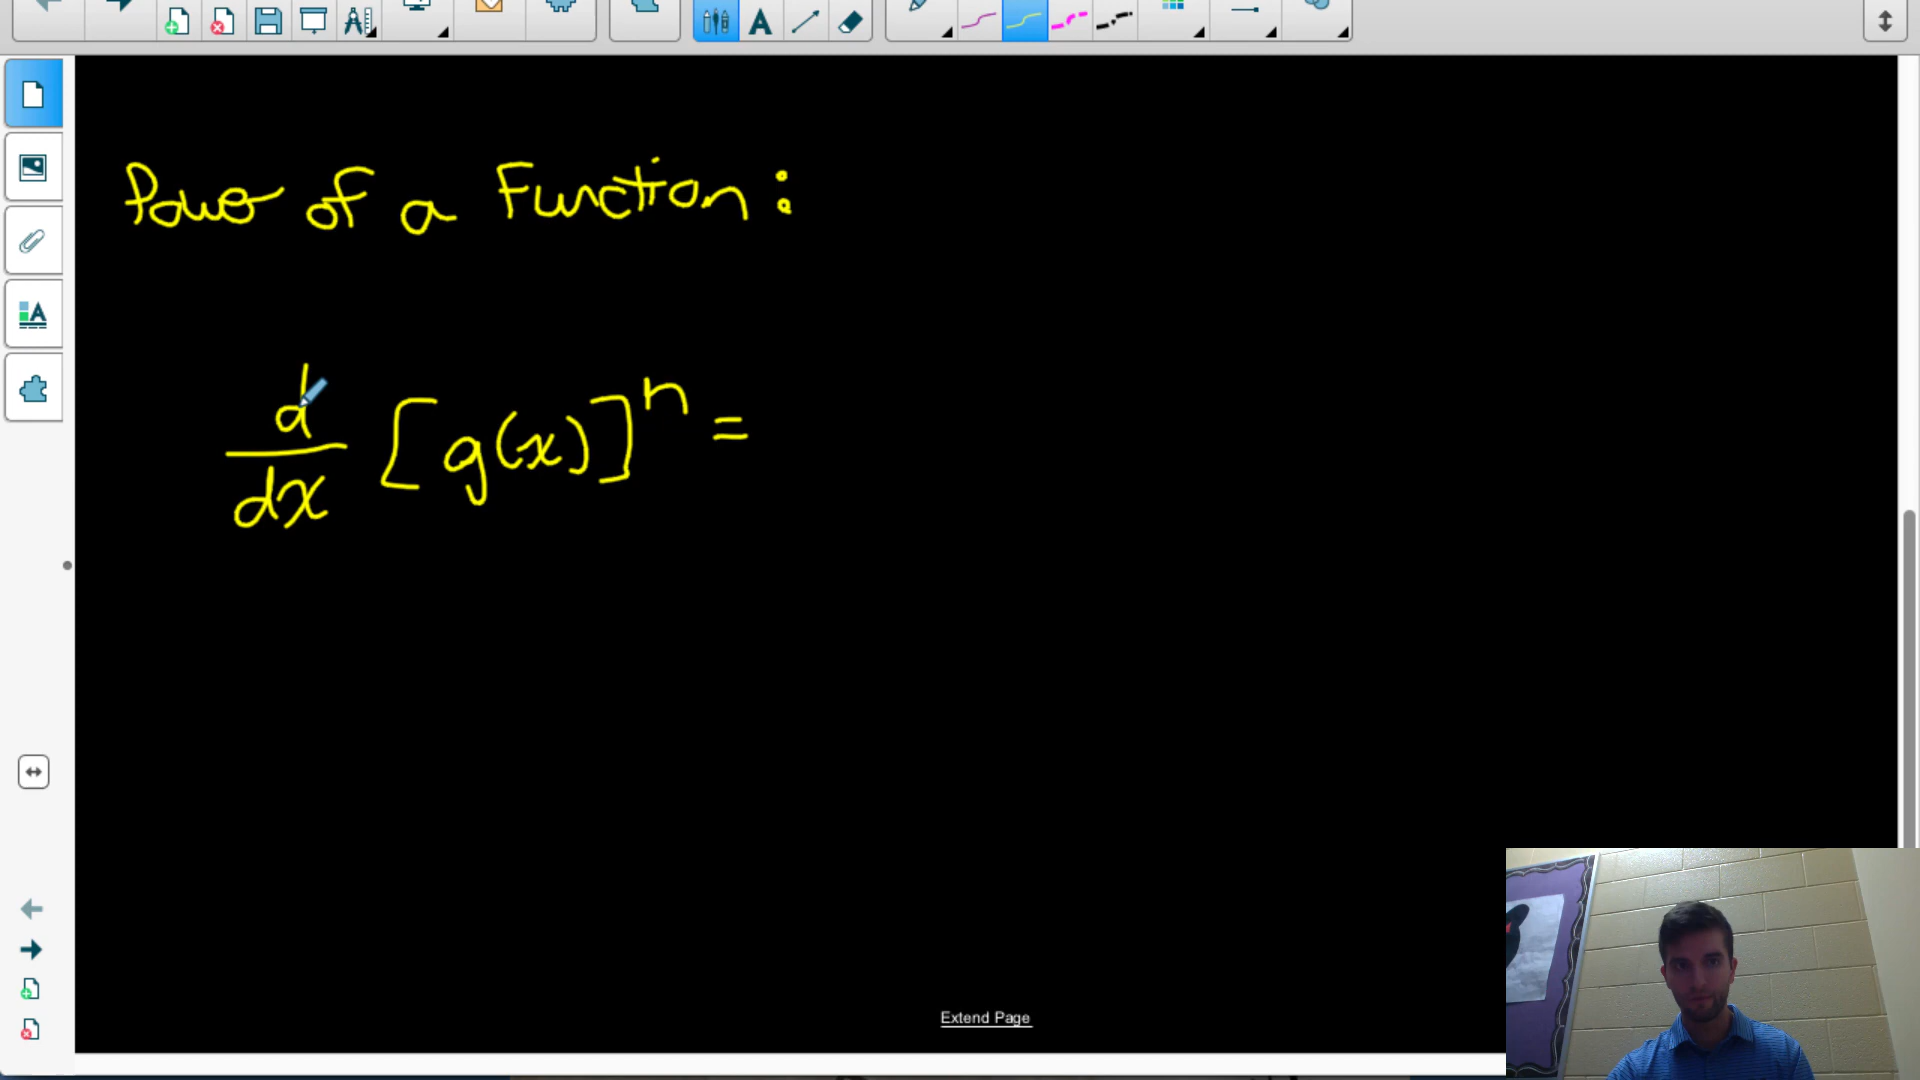 Power of a Function:
d/dx [g(x)]^n =
Extend Page